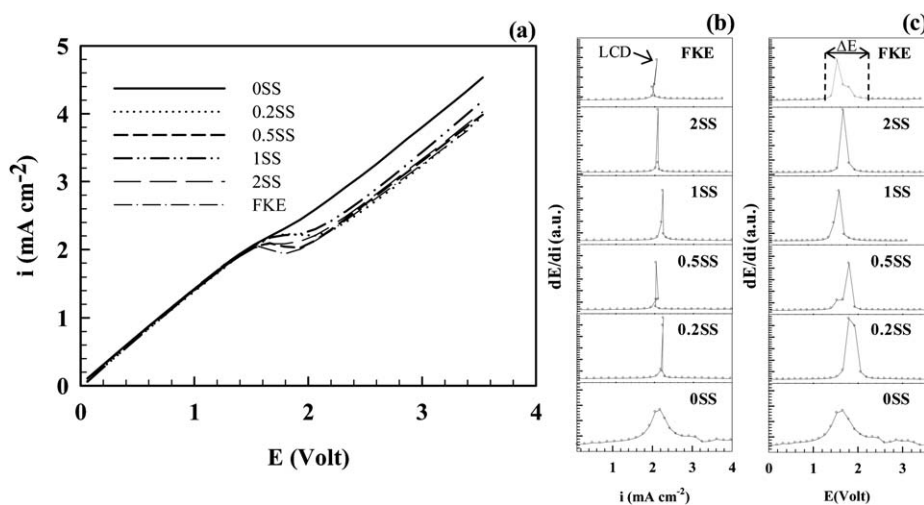 (a)
5
4
3
2
1
0
i (mA cm⁻²)
0SS
0.2SS
0.5SS
1SS
2SS
FKE
0 1 2 3 4
E (Volt)
(b)
LCD
FKE
2SS
1SS
0.5SS
0.2SS
0SS
dE/di (a.u.)
0 1 2 3 4
i (mA cm⁻²)
(c)
ΔE
FKE
2SS
1SS
0.5SS
0.2SS
0SS
dE/di (a.u.)
0 1 2 3
E(Volt)